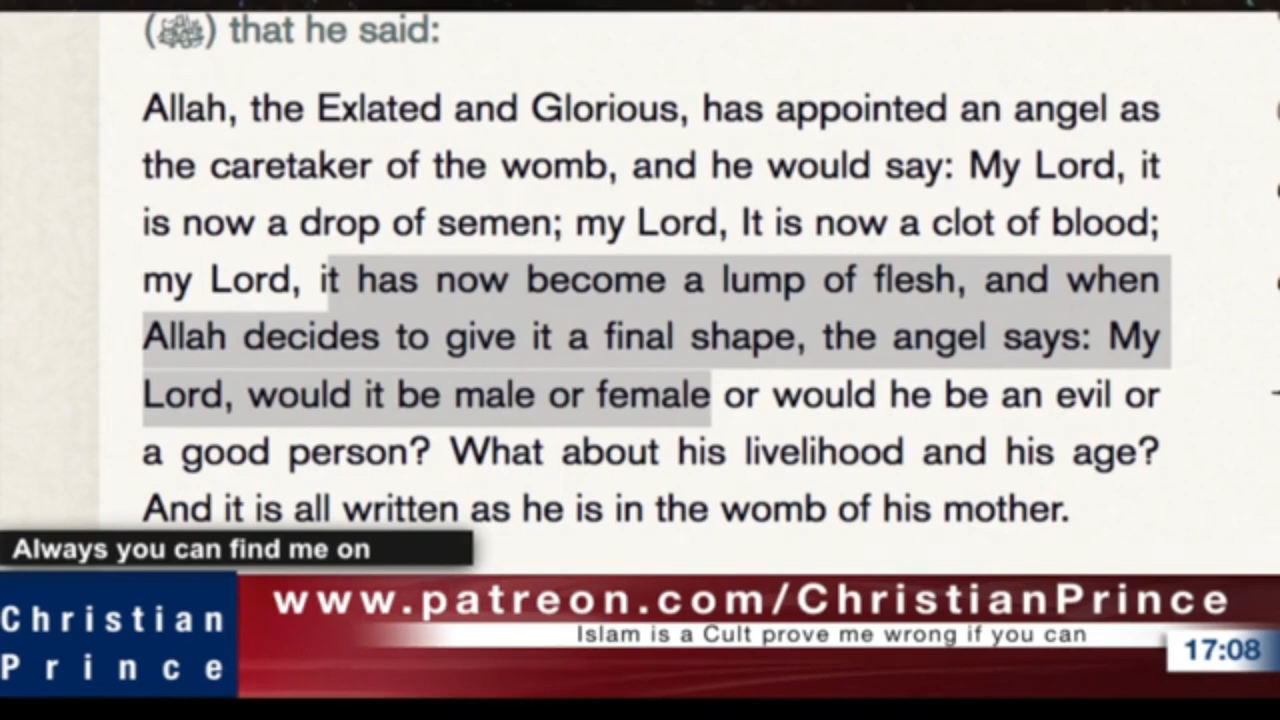 (ﷺ) that he said:
Allah, the Exlated and Glorious, has appointed an angel as
the caretaker of the womb, and he would say: My Lord, it
is now a drop of semen; my Lord, It is now a clot of blood;
my Lord, it has now become a lump of flesh, and when
Allah decides to give it a final shape, the angel says: My
Lord, would it be male or female or would he be an evil or
a good person? What about his livelihood and his age?
And it is all written as he is in the womb of his mother.
Always you can find me on
www.patreon.com/ChristianPrince
Christian
Prince
Islam is a Cult prove me wrong if you can
17:08